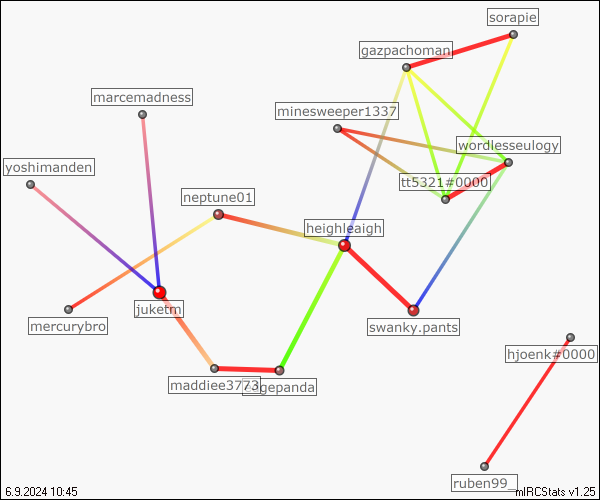 sorapie
gazpachoman
marcemadness
minesweeper1337
wordlesseulogy
yoshimanden
tt5321#0000
neptune01
heighleaigh
juketm
mercurybro
swanky.pants
hjoenk#0000
maddiee3773
gepanda
ruben99_
6.9.2024 10:45
mIRCStats v1.25